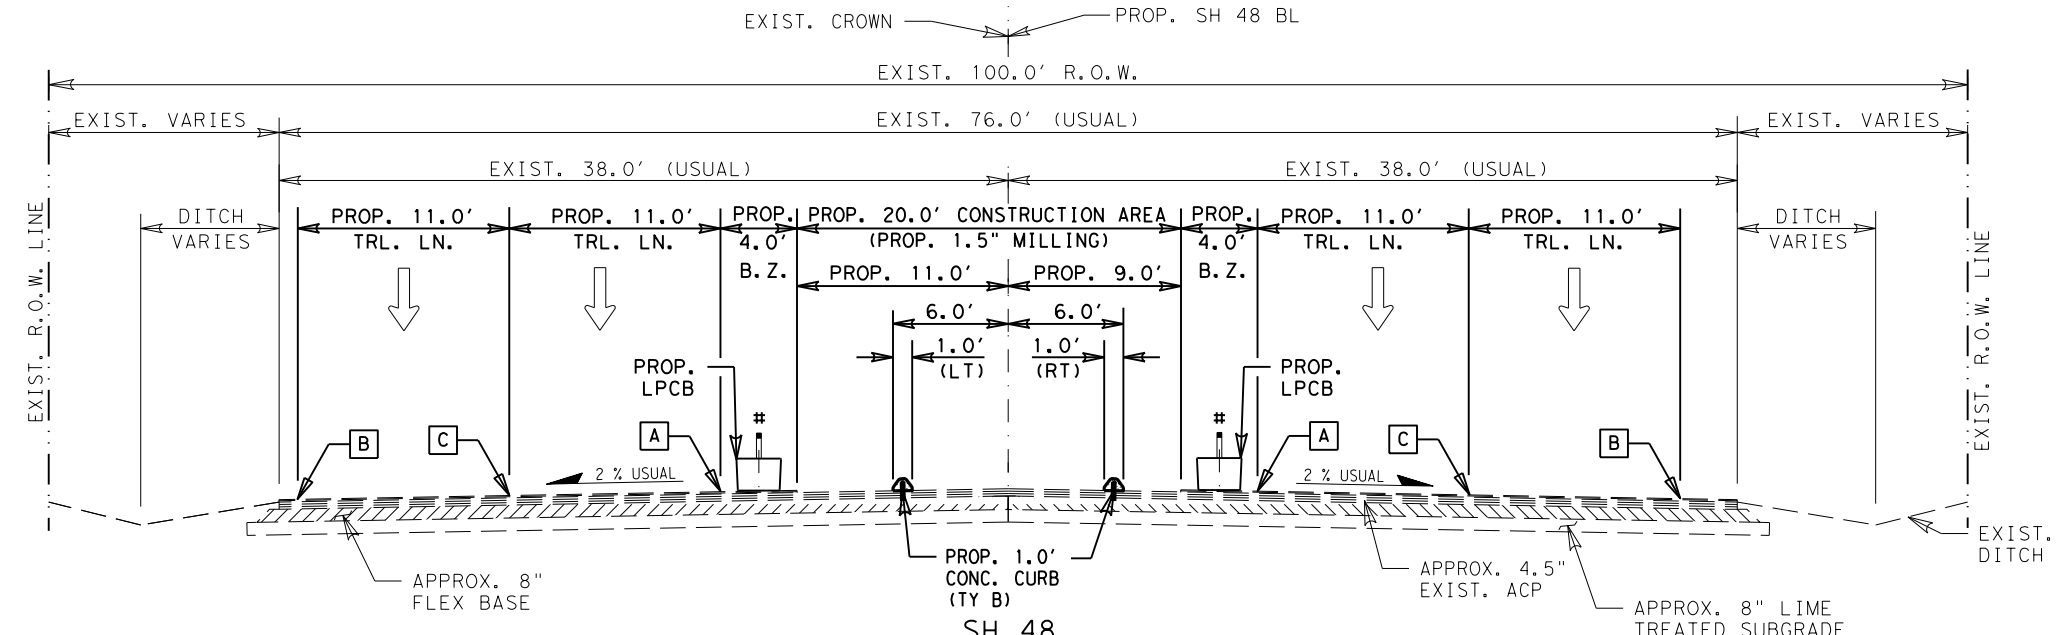 EXIST. CROWN
PROP. SH 48 BL
EXIST. 100.0' R.O.W.
EXIST. VARIES
EXIST. 76.0' (USUAL)
EXIST. VARIES
EXIST. 38.0' (USUAL)
EXIST. 38.0' (USUAL)
DITCH
VARIES
PROP. 11.0'
TRL. LN.
PROP. 11.0'
TRL. LN.
PROP.
4.0'
B.Z.
PROP. 20.0' CONSTRUCTION AREA
(PROP. 1.5" MILLING)
PROP.
4.0'
B.Z.
PROP. 11.0'
TRL. LN.
PROP. 11.0'
TRL. LN.
DITCH
VARIES
PROP. 11.0'
PROP. 9.0'
6.0'
6.0'
1.0'
(LT)
1.0'
(RT)
EXIST. R.O.W. LINE
EXIST. R.O.W. LINE
PROP.
LPCB
PROP.
LPCB
#
#
B
C
A
A
C
B
2 % USUAL
2 % USUAL
PROP. 1.0'
CONC. CURB
(TY B)
APPROX. 8"
FLEX BASE
APPROX. 4.5"
EXIST. ACP
EXIST.
DITCH
APPROX. 8" LIME
TREATED SUBGRADE
SH 48